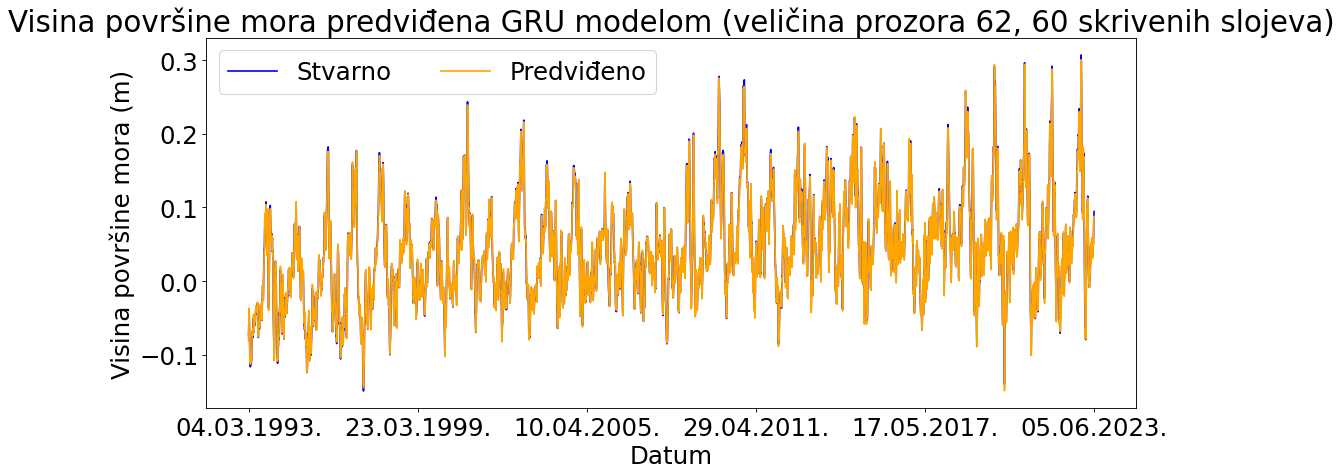 Visina površine mora predviđena GRU modelom (veličina prozora 62, 60 skrivenih slojeva)
Stvarno
Predviđeno
Visina površine mora (m)
0.3
0.2
0.1
0.0
−0.1
04.03.1993.
23.03.1999.
10.04.2005.
29.04.2011.
17.05.2017.
05.06.2023.
Datum